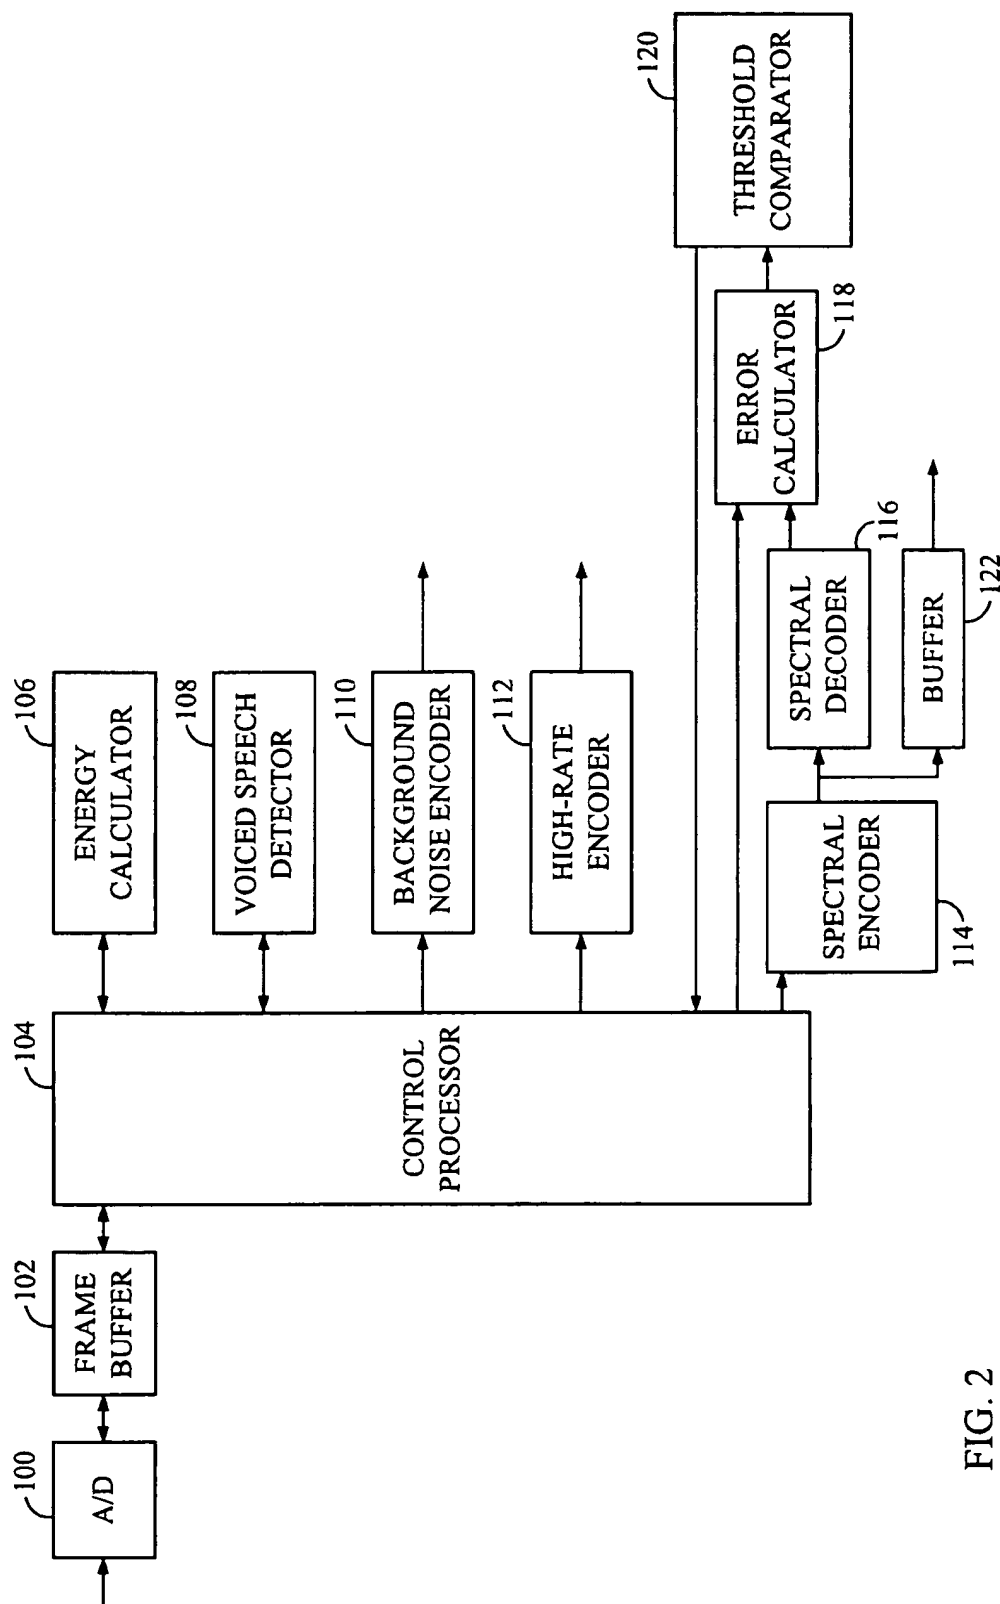 100
A/D
102
FRAME
BUFFER
104
CONTROL
PROCESSOR
106
ENERGY
CALCULATOR
108
VOICED SPEECH
DETECTOR
110
BACKGROUND
NOISE ENCODER
112
HIGH-RATE
ENCODER
SPECTRAL
ENCODER
114
SPECTRAL
DECODER
116
BUFFER
122
ERROR
CALCULATOR
118
120
THRESHOLD
COMPARATOR
FIG. 2